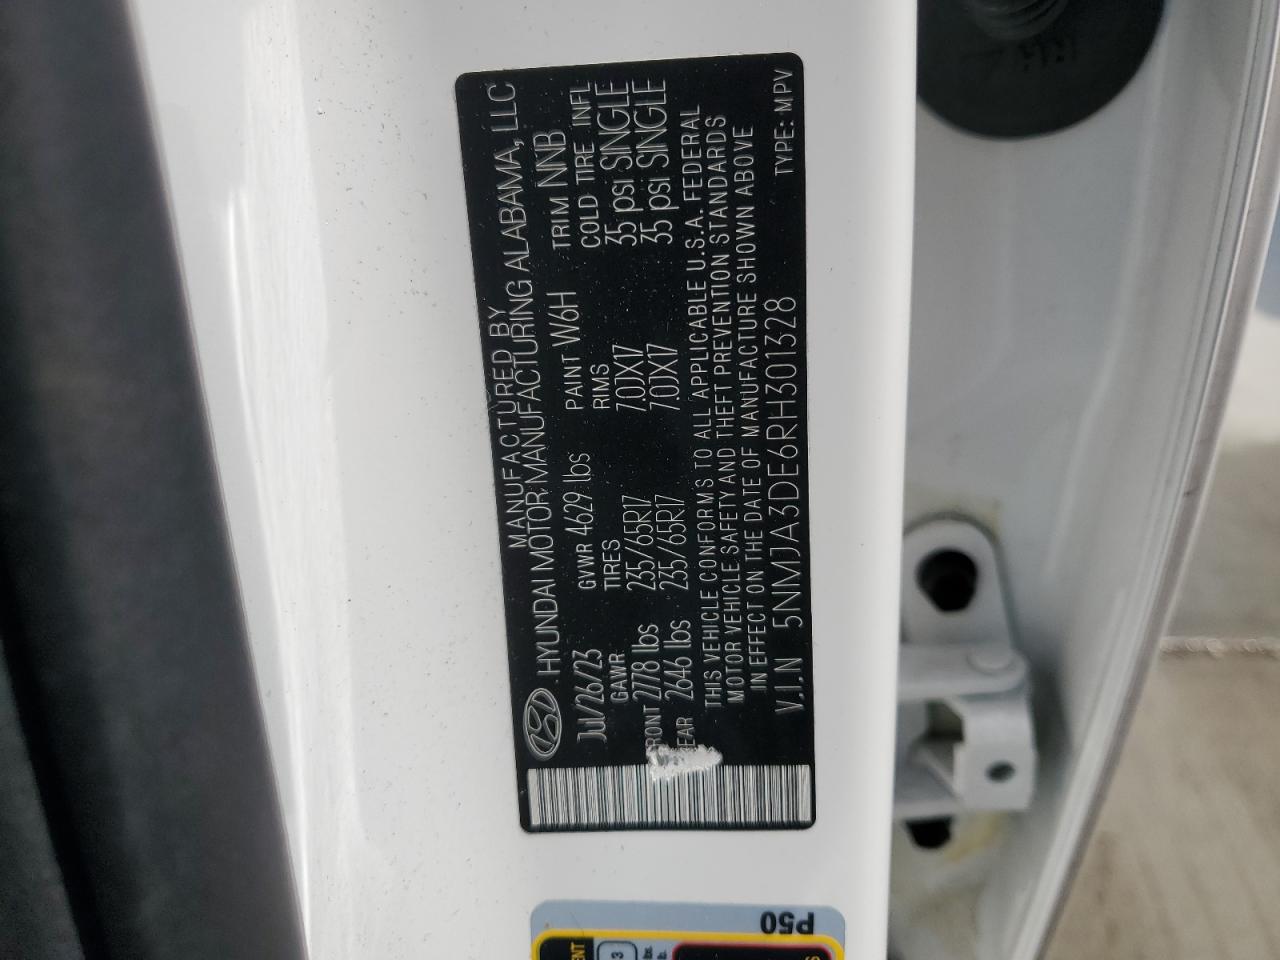 MANUFACTURED BY
HYUNDAI MOTOR MANUFACTURING ALABAMA, LLC
Jul/26/23 GVWR 4629 lbs PAINT W6H TRIM NNB
GAWR TIRES RIMS COLD TIRE INFL
RONT 2778 lbs 235/65R17 7.0JX17 35 psi SINGLE
EAR 2646 lbs 235/65R17 7.0JX17 35 psi SINGLE
THIS VEHICLE CONFORMS TO ALL APPLICABLE U.S.A. FEDERAL
MOTOR VEHICLE SAFETY AND THEFT PREVENTION STANDARDS
IN EFFECT ON THE DATE OF MANUFACTURE SHOWN ABOVE
V.I.N 5NMJA3DE6RH301328 TYPE: MPV
P50